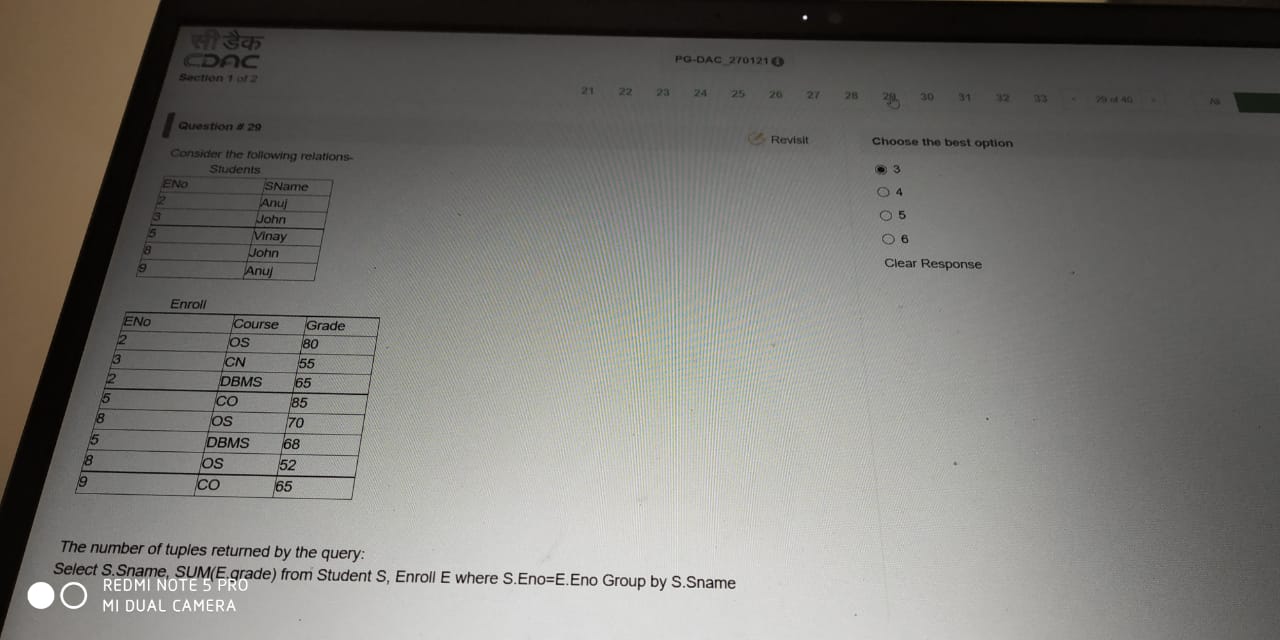 सी डैक
CDAC
Section 1 of 2
PG-DAC_270121
21 22 23 24 25 26 27 28 29 30 31 32 33 29 of 40
Question # 29
Revisit
Consider the following relations-
Students
ENo SName
2 Anuj
3 John
5 Vinay
8 John
9 Anuj
Enroll
ENo Course Grade
2 OS 80
3 CN 55
2 DBMS 65
5 CO 85
8 OS 70
5 DBMS 68
8 OS 52
9 CO 65
The number of tuples returned by the query:
Select S.Sname, SUM(E.grade) from Student S, Enroll E where S.Eno=E.Eno Group by S.Sname
Choose the best option
3
4
5
6
Clear Response
REDMI NOTE 5 PRO
MI DUAL CAMERA